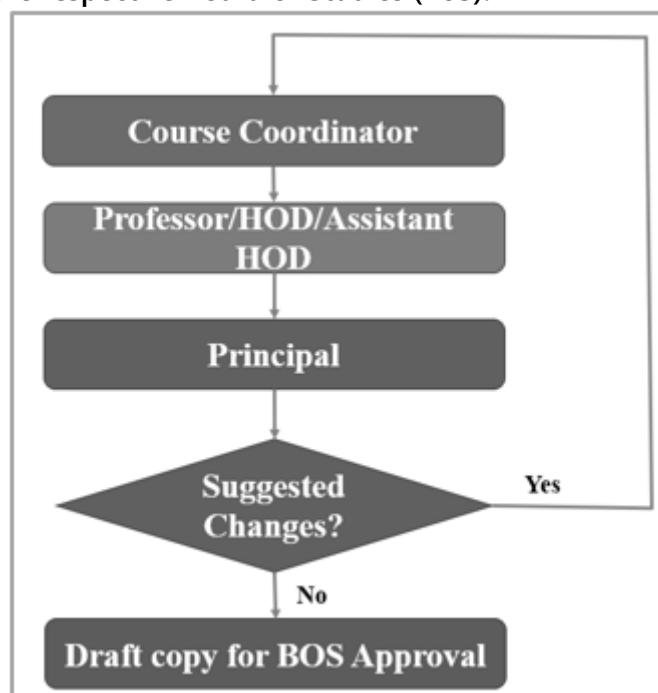 Course Coordinator
Professor/HOD/Assistant
HOD
Principal
Suggested
Changes?
Yes
No
Draft copy for BOS Approval